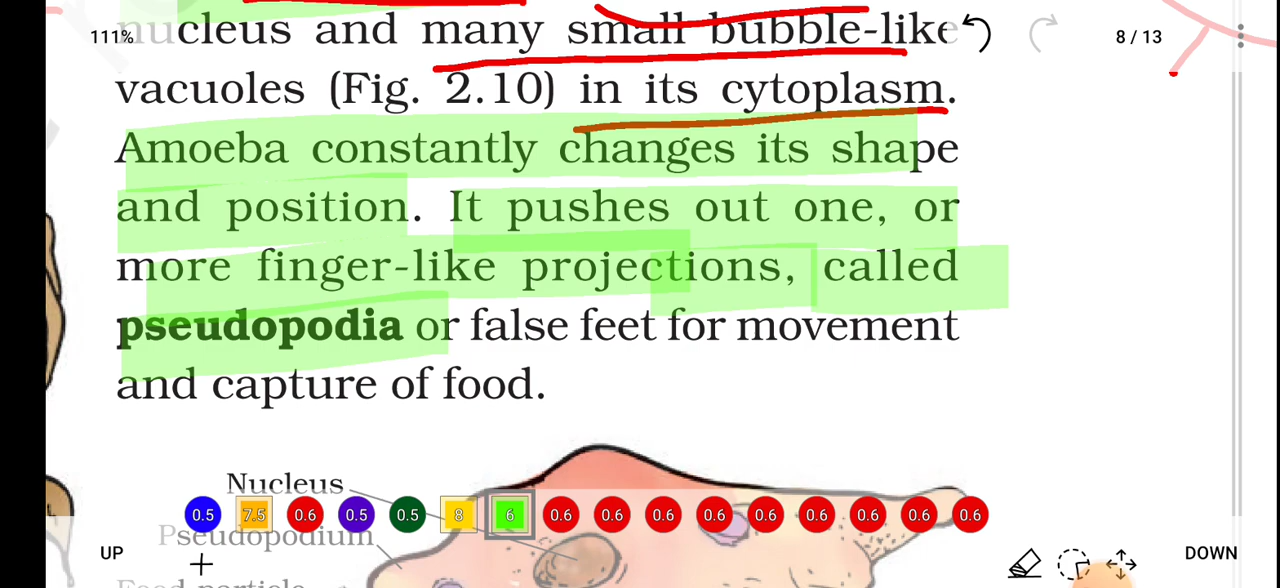 111%
8 / 13
nucleus and many small bubble-like
vacuoles (Fig. 2.10) in its cytoplasm.
Amoeba constantly changes its shape
and position. It pushes out one, or
more finger-like projections, called
pseudopodia or false feet for movement
and capture of food.
Nucleus
0.5 7.5 0.6 0.5 0.5 8 6 0.6 0.6 0.6 0.6 0.6 0.6 0.6 0.6 0.6
Pseudopodium
UP
DOWN
Food particle